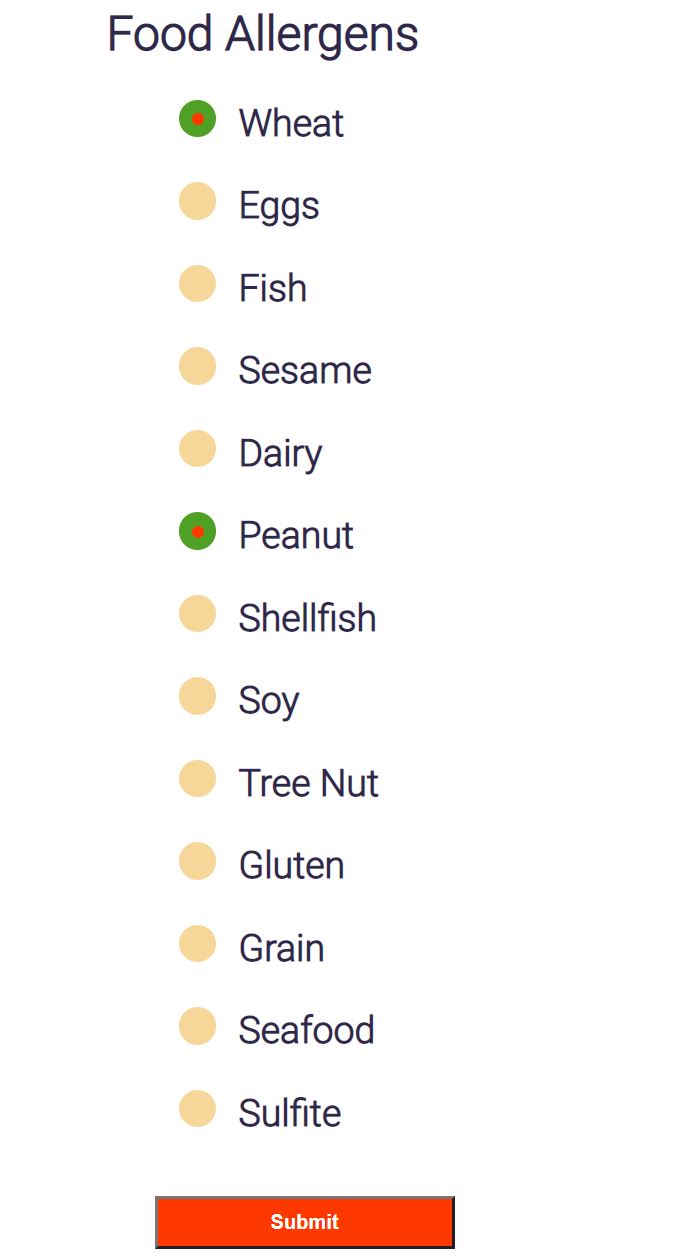 Food Allergens
Wheat
Eggs
Fish
Sesame
Dairy
Peanut
Shellfish
Soy
Tree Nut
Gluten
Grain
Seafood
Sulfite
Submit